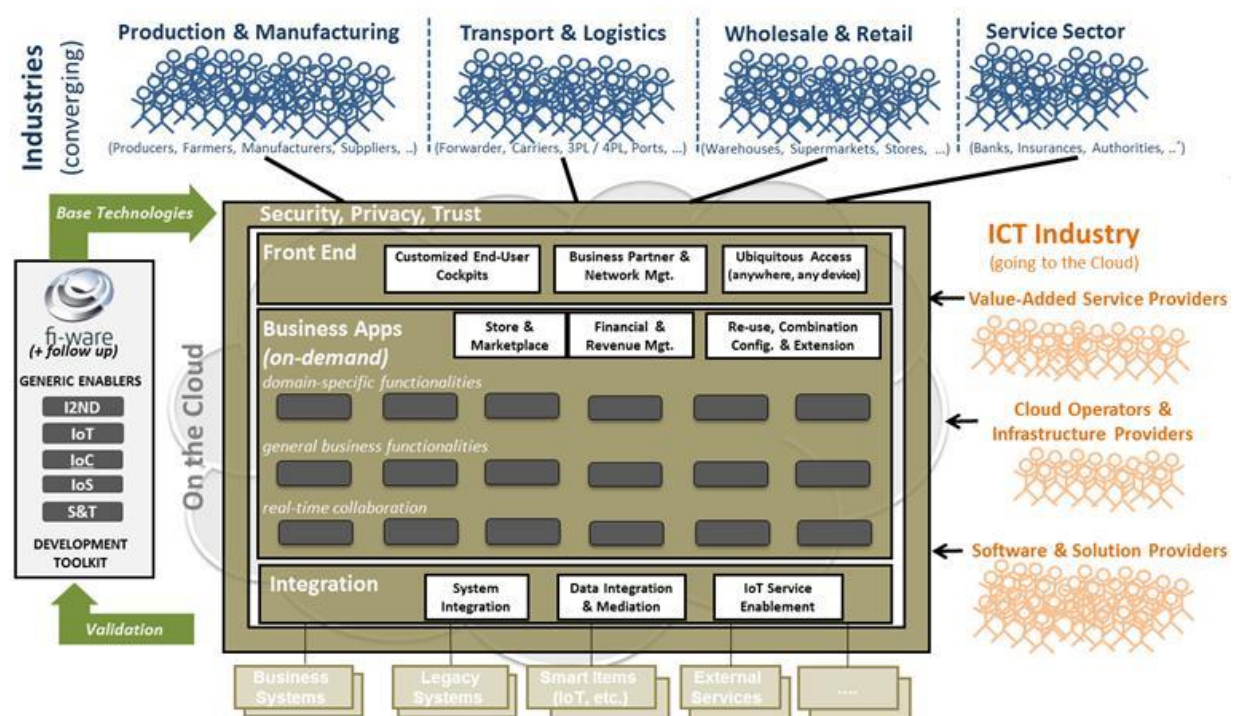 Industries
(converging)
Production & Manufacturing
(Producers, Farmers, Manufacturers, Suppliers, ..)
Transport & Logistics
(Forwarder, Carriers, 3PL / 4PL, Ports, ...)
Wholesale & Retail
(Warehouses, Supermarkets, Stores, ...)
Service Sector
(Banks, Insurances, Authorities, ..¨)
Base Technologies
fi-ware
(+ follow up)
GENERIC ENABLERS
I2ND
IoT
IoC
IoS
S&T
DEVELOPMENT
TOOLKIT
Validation
On the Cloud
Security, Privacy, Trust
Front End
Customized End-User
Cockpits
Business Partner &
Network Mgt.
Ubiquitous Access
(anywhere, any device)
Business Apps
(on-demand)
Store &
Marketplace
Financial &
Revenue Mgt.
Re-use, Combination
Config. & Extension
domain-specific functionalities
general business functionalities
real-time collaboration
Integration
System
Integration
Data Integration
& Mediation
IoT Service
Enablement
Business
Systems
Legacy
Systems
Smart Items
(IoT, etc.)
External
Services
....
ICT Industry
(going to the Cloud)
Value-Added Service Providers
Cloud Operators &
Infrastructure Providers
Software & Solution Providers